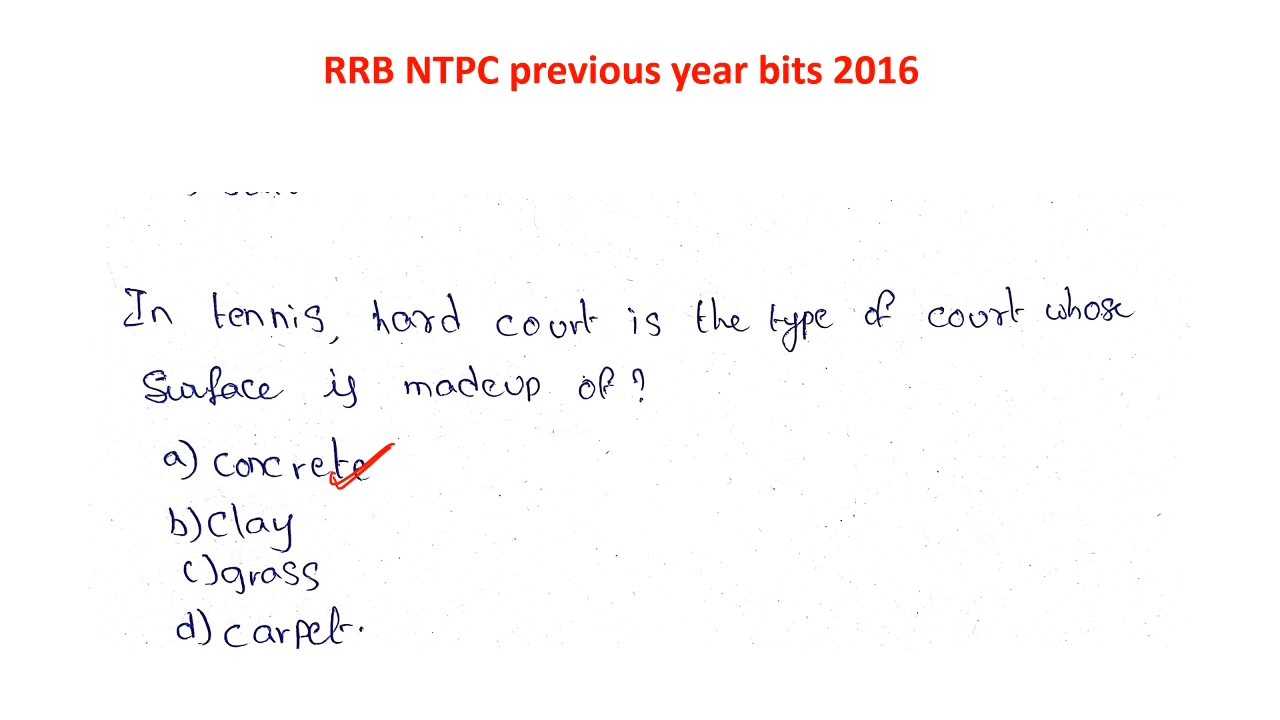 RRB NTPC previous year bits 2016
In tennis, hard court is the type of court whose
Surface is madeup of?
a) concrete
b) clay
c) grass
d) carpet.